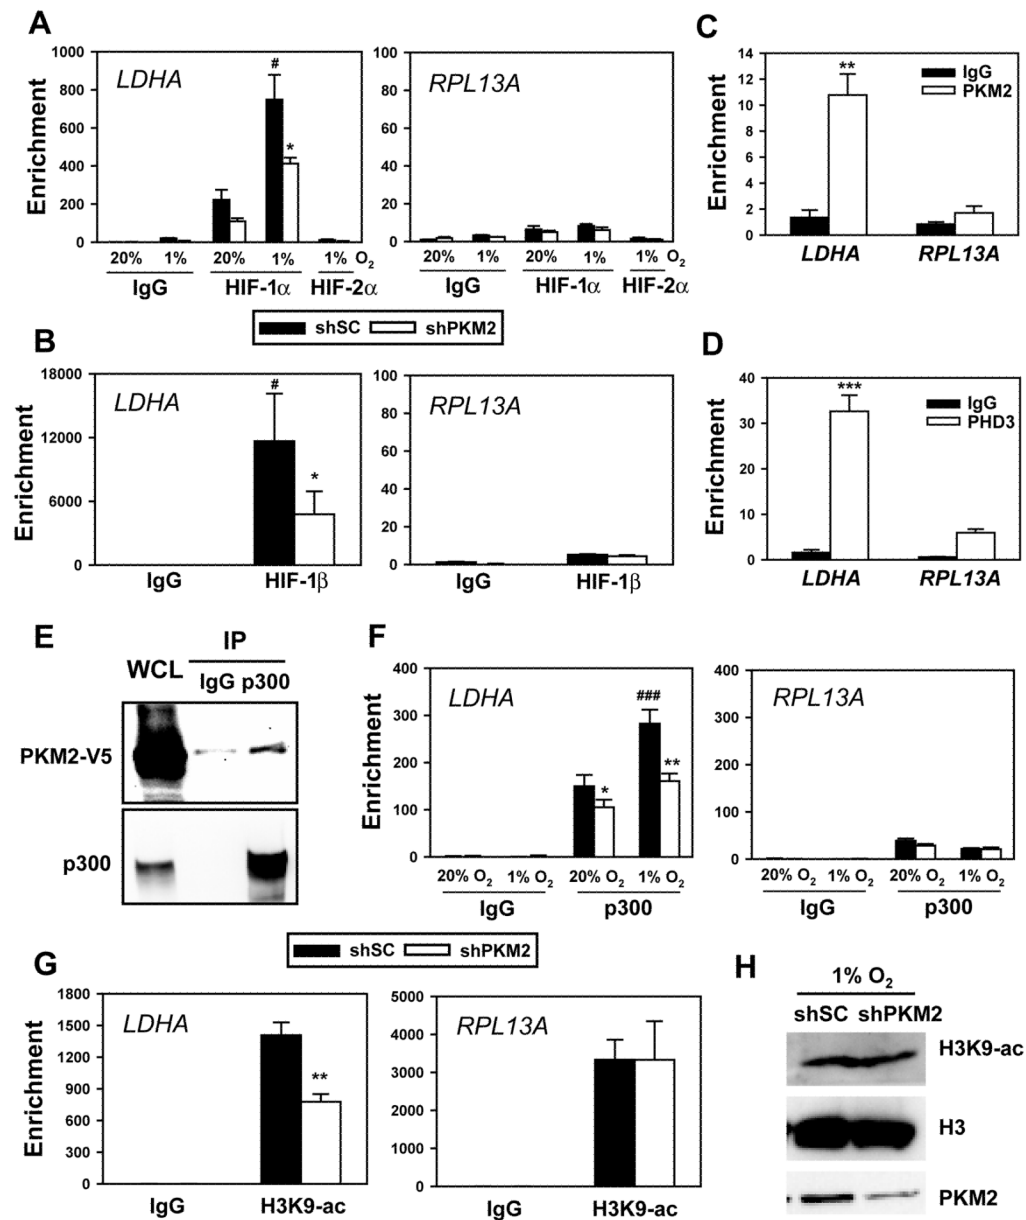 A
LDHA
Enrichment
1000
800
600
400
200
0
#
*
20% 1% 20% 1% 1% O2
IgG HIF-1α HIF-2α
RPL13A
100
80
60
40
20
0
20% 1% 20% 1% 1% O2
IgG HIF-1α HIF-2α
C
Enrichment
14
12
10
8
6
4
2
0
**
IgG
PKM2
LDHA RPL13A
shSC shPKM2
B
LDHA
Enrichment
18000
12000
6000
0
#
*
IgG HIF-1β
RPL13A
100
80
60
40
20
0
IgG HIF-1β
D
Enrichment
40
30
20
10
0
***
IgG
PHD3
LDHA RPL13A
E
IP
WCL
IgG p300
PKM2-V5
p300
F
LDHA
Enrichment
400
300
200
100
0
###
*
**
20% O2 1% O2 20% O2 1% O2
IgG p300
RPL13A
400
300
200
100
0
20% O2 1% O2 20% O2 1% O2
IgG p300
shSC shPKM2
G
LDHA
Enrichment
1800
1500
1200
900
600
300
0
**
IgG H3K9-ac
RPL13A
5000
4000
3000
2000
1000
0
IgG H3K9-ac
H
1% O2
shSC shPKM2
H3K9-ac
H3
PKM2